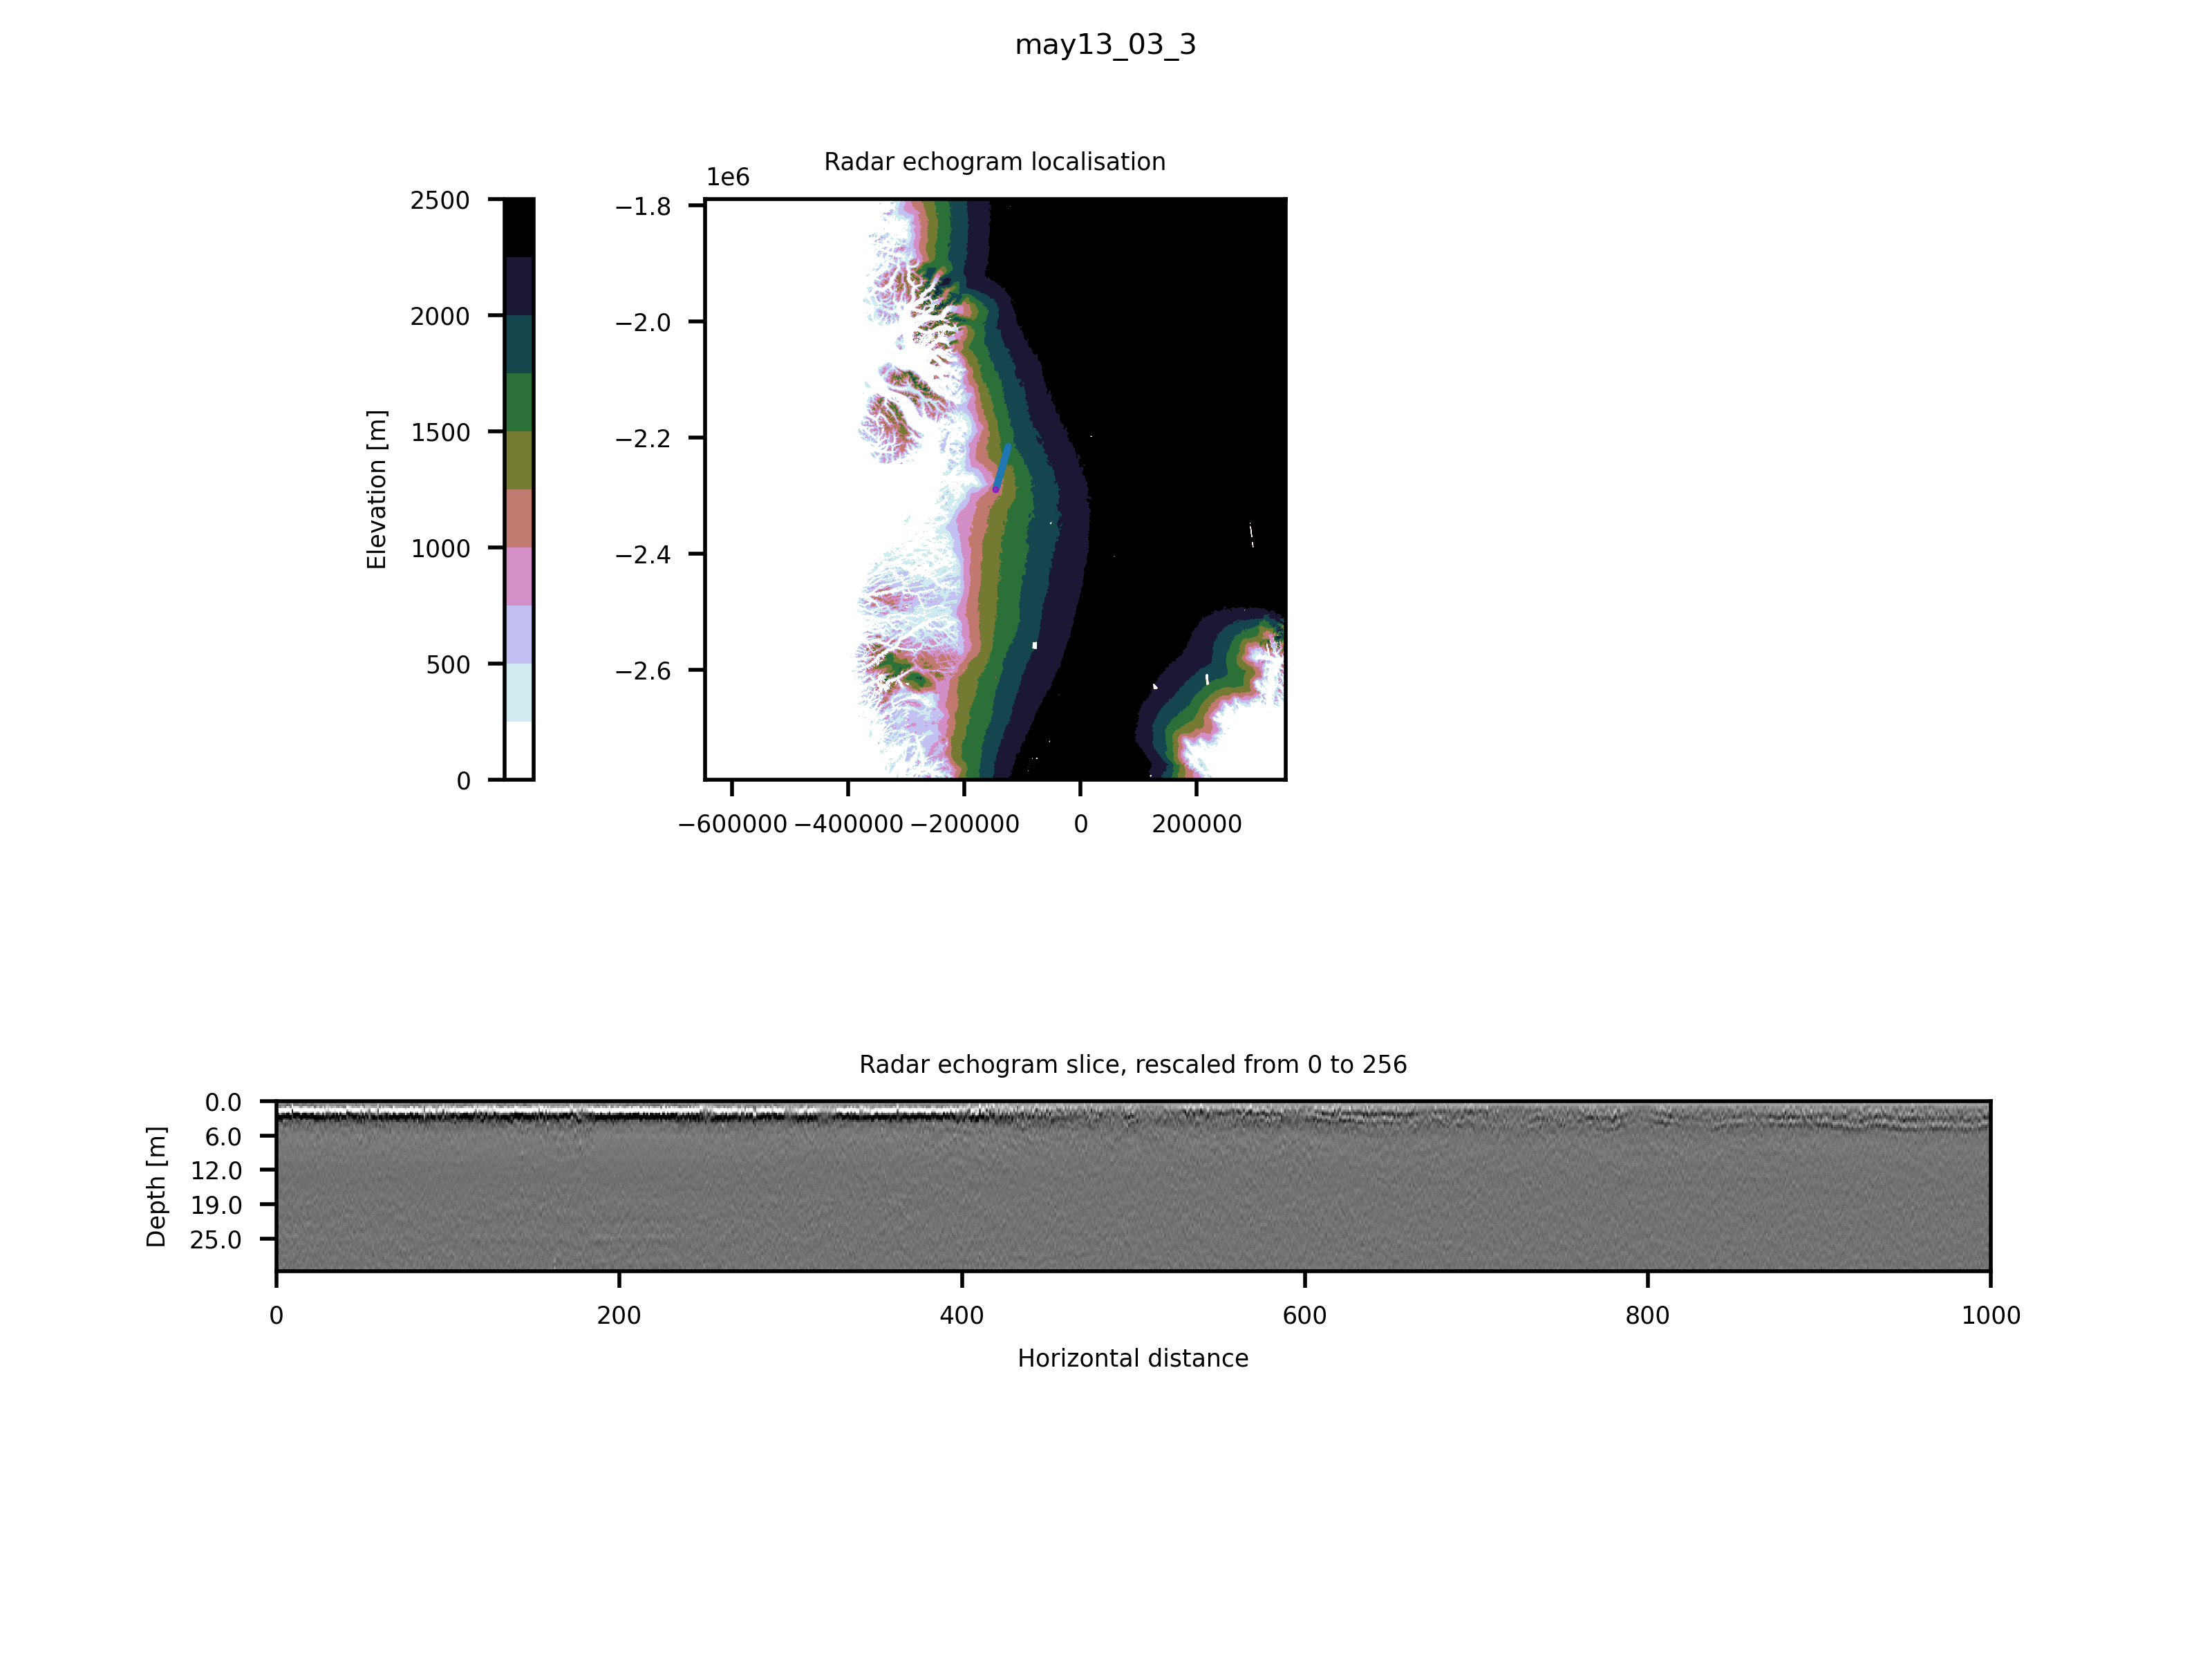 may13_03_3
Radar echogram localisation
1e6
2500
2000
1500
1000
500
0
Elevation [m]
−1.8
−2.0
−2.2
−2.4
−2.6
−600000 −400000 −200000 0 200000
Radar echogram slice, rescaled from 0 to 256
0.0
6.0
12.0
19.0
25.0
Depth [m]
0 200 400 600 800 1000
Horizontal distance